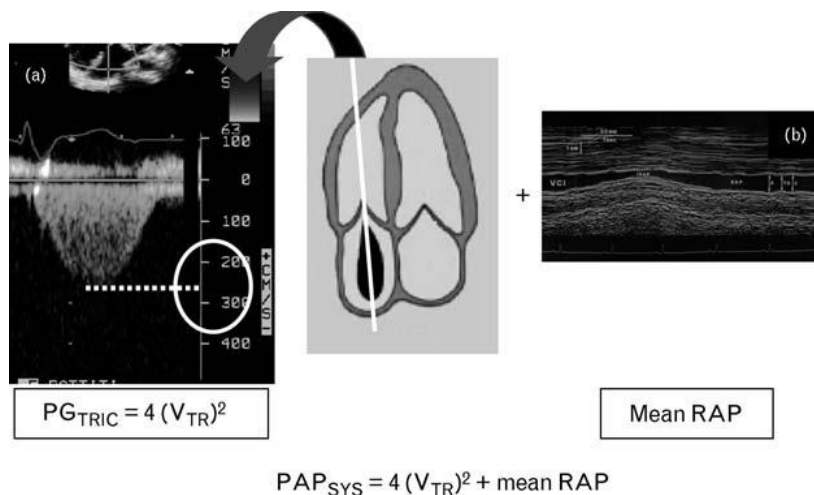 (a)
M
/
S
63
100
0
100
200
300
400
+CM/S-
(b)
VCI
+
PG_TRIC = 4 (V_TR)²
Mean RAP
PAP_SYS = 4 (V_TR)² + mean RAP